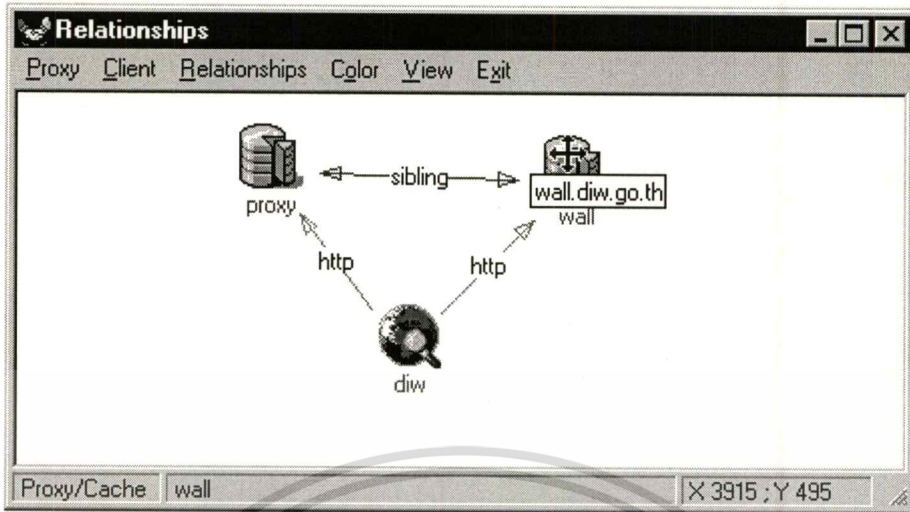 Relationships
Proxy Client Relationships Color View Exit
sibling
wall.diw.go.th
proxy
wall
http
http
diw
Proxy/Cache wall X 3915 ; Y 495